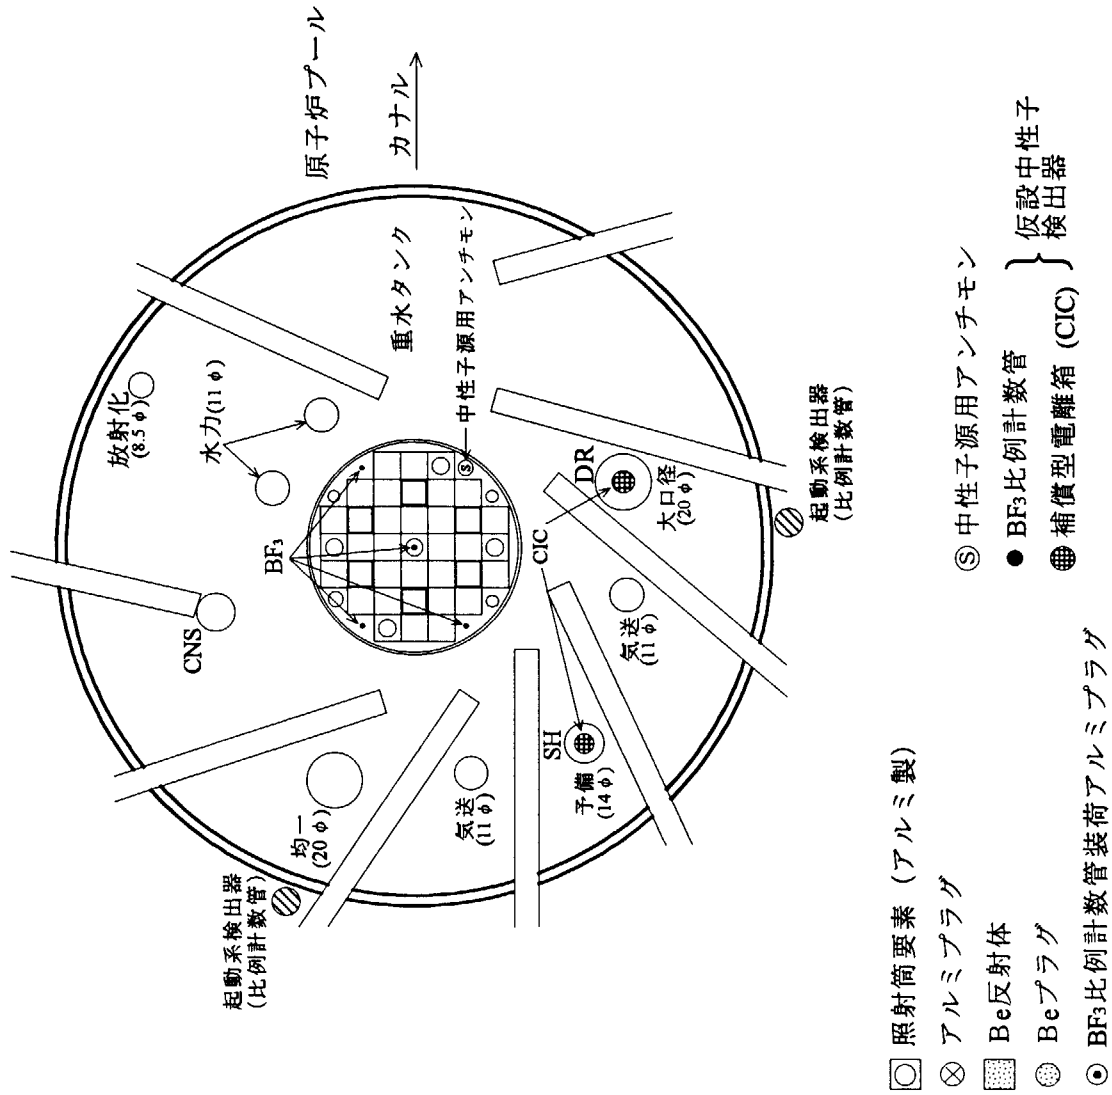 原子炉プール
カナル
重水タンク
中性子源用アンチモン
放射化
(8.5φ)
水力(11φ)
BF₃
CNS
均一
(20φ)
起動系検出器
(比例計数管)
気送
(11φ)
SH
予備
(14φ)
CIC
気送
(11φ)
DR
大口径
(20φ)
起動系検出器
(比例計数管)
S
照射筒要素 (アルミ製)
アルミプラグ
Be反射体
Beプラグ
BF₃比例計数管装荷アルミプラグ
S 中性子源用アンチモン
BF₃比例計数管
補償型電離箱 (CIC)
仮設中性子
検出器